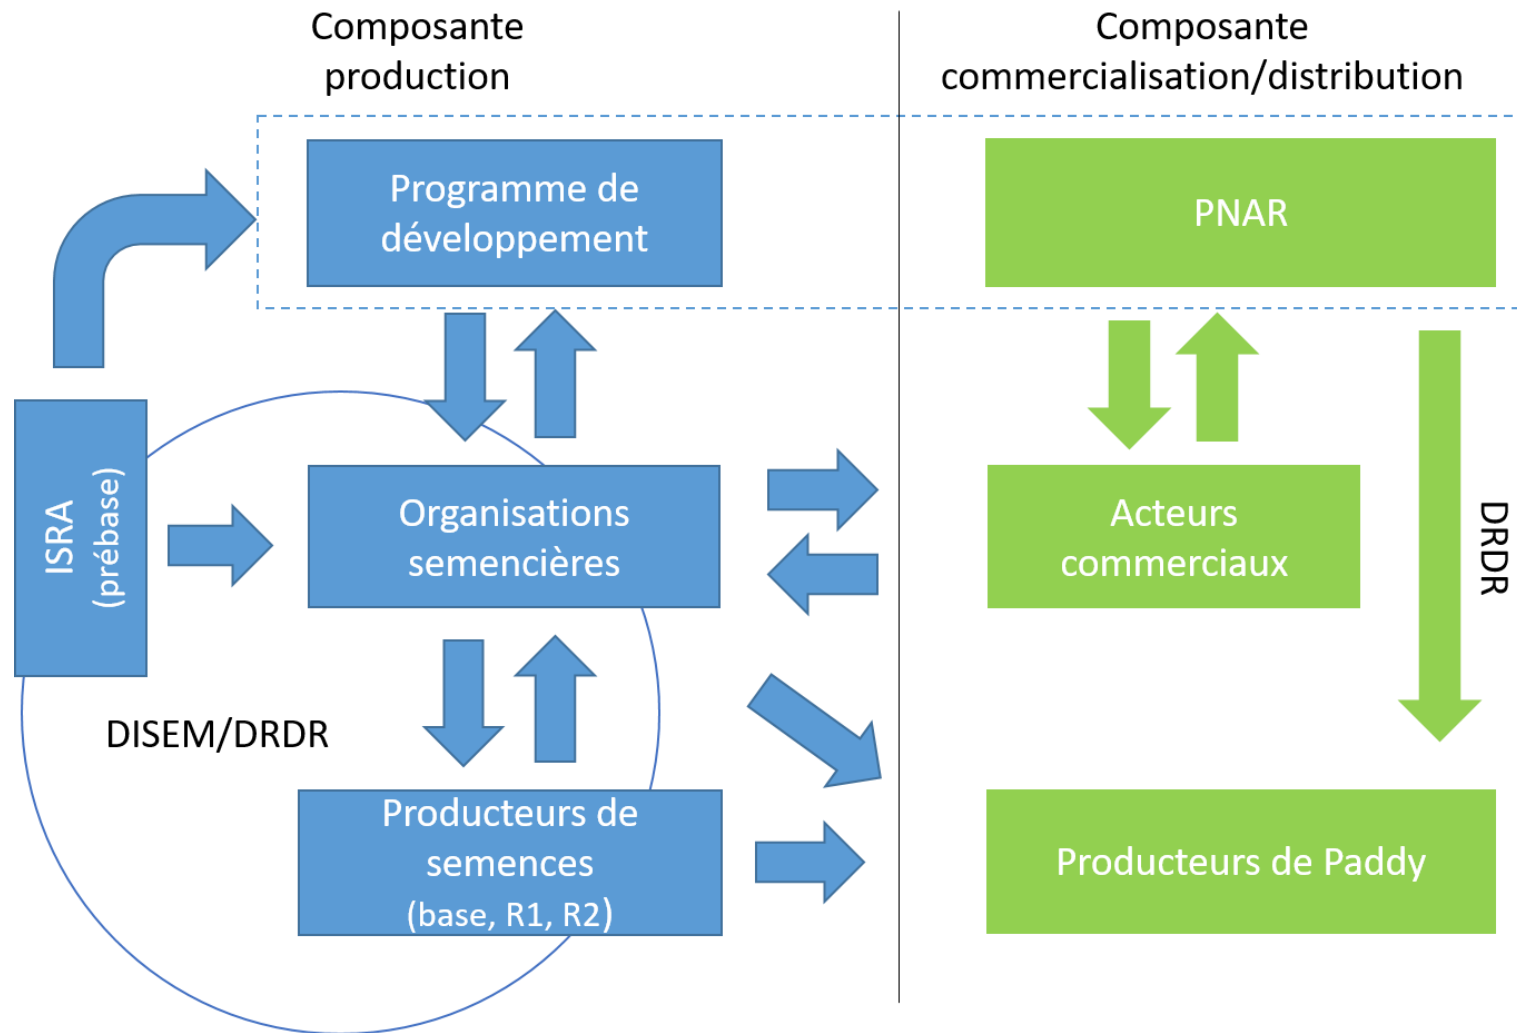 Composante
production
Composante
commercialisation/distribution
Programme de
développement
PNAR
ISRA
(prébase)
Organisations
semencières
Acteurs
commerciaux
DRDR
DISEM/DRDR
Producteurs de
semences
(base, R1, R2)
Producteurs de Paddy